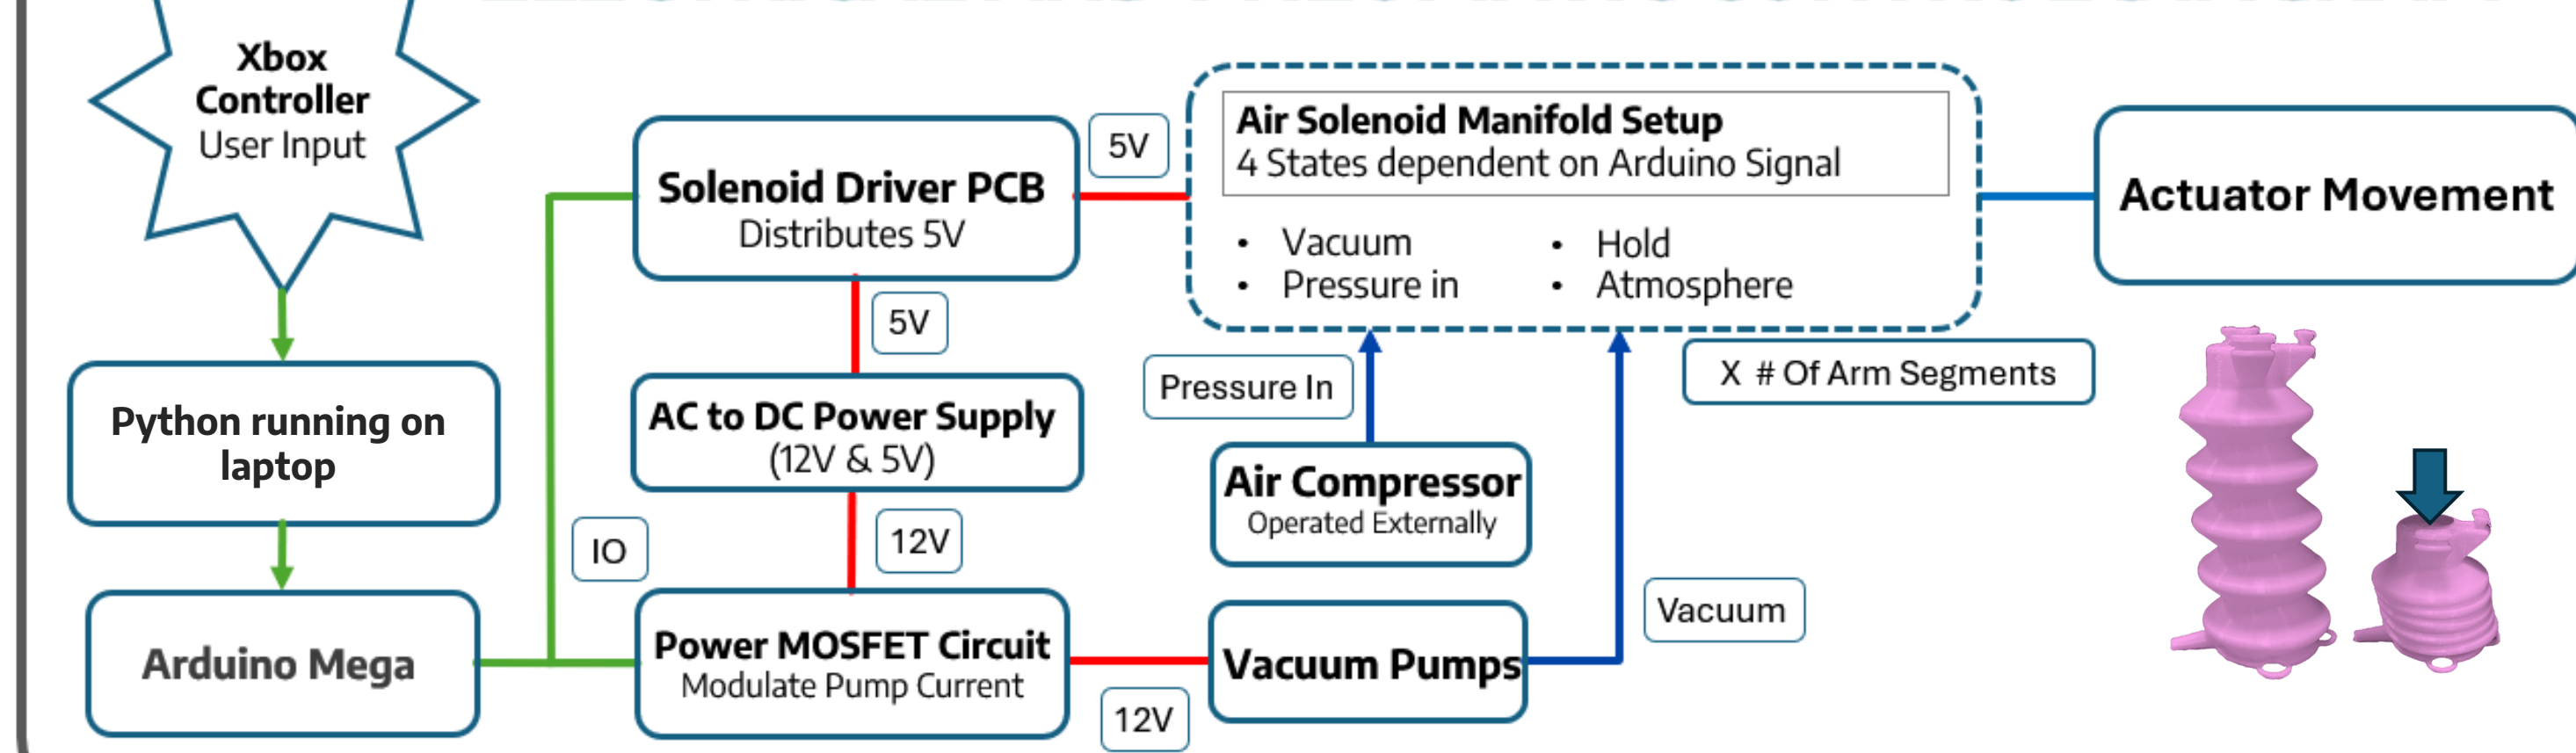 Xbox
Controller
User Input
Python running on
laptop
Arduino Mega
IO
Solenoid Driver PCB
Distributes 5V
5V
5V
AC to DC Power Supply
(12V & 5V)
12V
Power MOSFET Circuit
Modulate Pump Current
12V
Air Solenoid Manifold Setup
4 States dependent on Arduino Signal
• Vacuum
• Pressure in
• Hold
• Atmosphere
Pressure In
Air Compressor
Operated Externally
Vacuum Pumps
Vacuum
X # Of Arm Segments
Actuator Movement